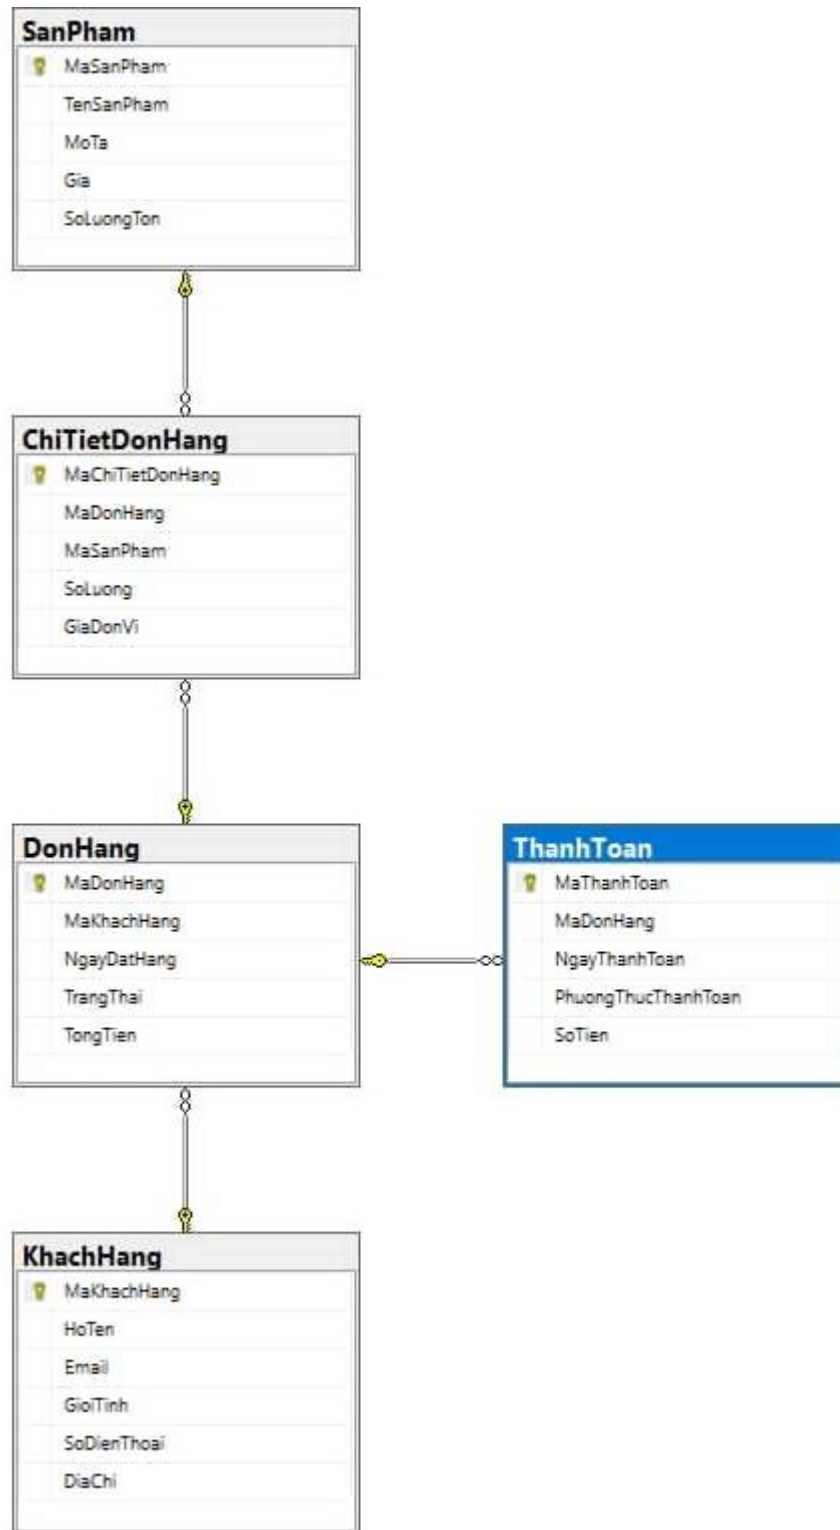 SanPham
MaSanPham
TenSanPham
MoTa
Gia
SoLuongTon
ChiTietDonHang
MaChiTietDonHang
MaDonHang
MaSanPham
SoLuong
GiaDonVi
DonHang
MaDonHang
MaKhachHang
NgayDatHang
TrangThai
TongTien
ThanhToan
MaThanhToan
MaDonHang
NgayThanhToan
PhuongThucThanhToan
SoTien
KhachHang
MaKhachHang
HoTen
Email
GioiTinh
SoDienThoai
DiaChi